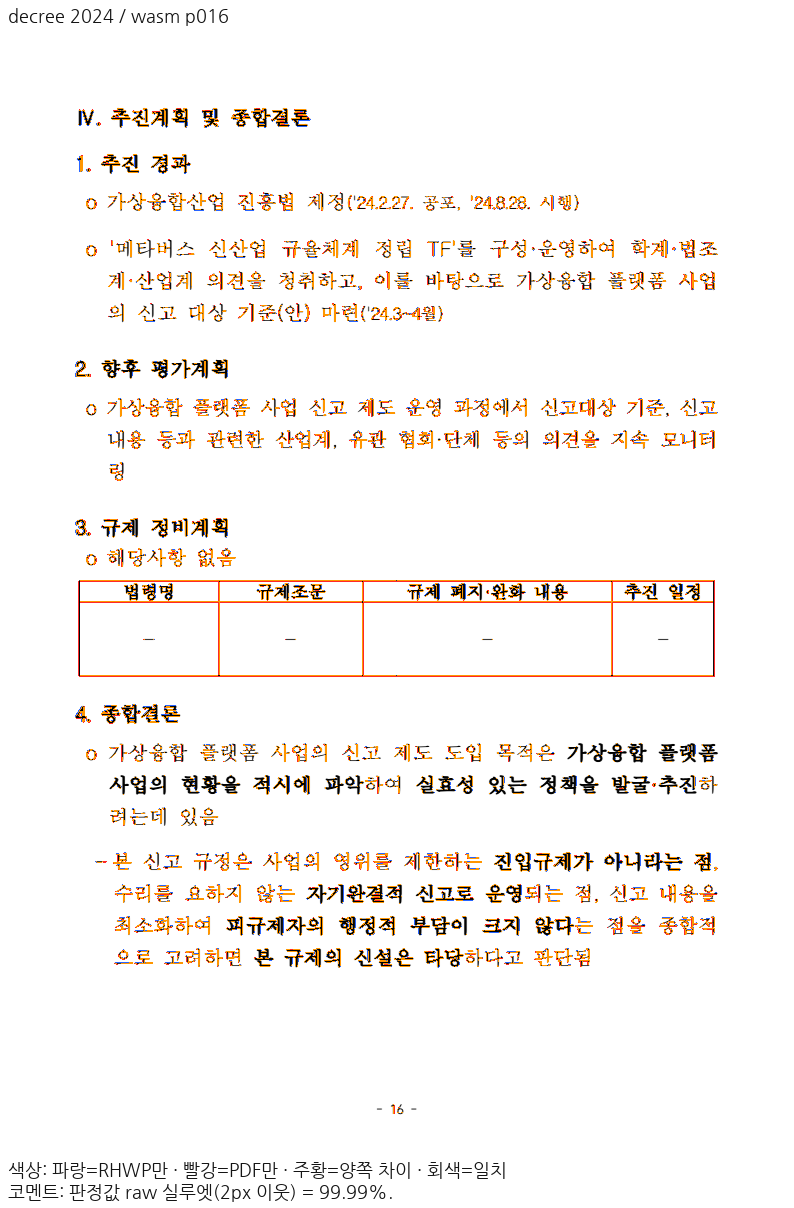 decree 2024 / wasm p016
Ⅳ. 추진계획 및 종합결론
1. 추진 경과
o 가상융합산업 진흥법 제정('24.2.27. 공포, '24.8.28. 시행)
o '메타버스 신산업 규율체계 정립 TF'를 구성·운영하여 학계·법조
계·산업계 의견을 청취하고, 이를 바탕으로 가상융합 플랫폼 사업
의 신고 대상 기준(안) 마련('24.3~4월)
2. 향후 평가계획
o 가상융합 플랫폼 사업 신고 제도 운영 과정에서 신고대상 기준, 신고
내용 등과 관련한 산업계, 유관 협회·단체 등의 의견을 지속 모니터
링
3. 규제 정비계획
o 해당사항 없음
법령명 규제조문 규제 폐지·완화 내용 추진 일정
- - - -
4. 종합결론
o 가상융합 플랫폼 사업의 신고 제도 도입 목적은 가상융합 플랫폼
사업의 현황을 적시에 파악하여 실효성 있는 정책을 발굴·추진하
려는데 있음
- 본 신고 규정은 사업의 영위를 제한하는 진입규제가 아니라는 점,
수리를 요하지 않는 자기완결적 신고로 운영되는 점, 신고 내용을
최소화하여 피규제자의 행정적 부담이 크지 않다는 점을 종합적
으로 고려하면 본 규제의 신설은 타당하다고 판단됨
- 16 -
색상: 파랑=RHWP만 · 빨강=PDF만 · 주황=양쪽 차이 · 회색=일치
코멘트: 판정값 raw 실루엣(2px 이웃) = 99.99%.